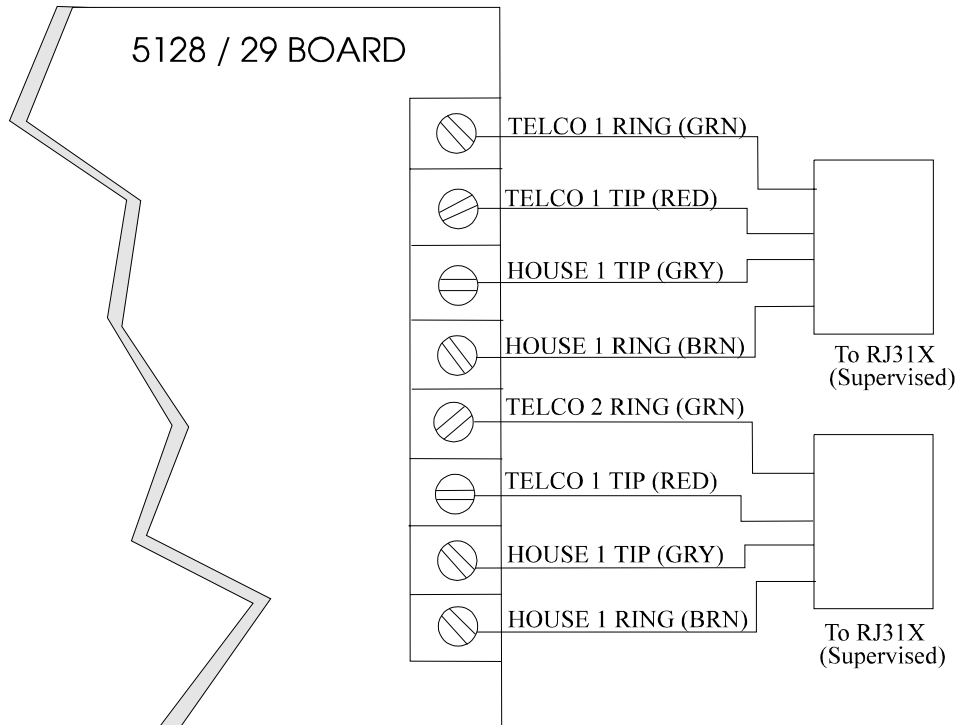 5128 / 29 BOARD
TELCO 1 RING (GRN)
TELCO 1 TIP (RED)
HOUSE 1 TIP (GRY)
HOUSE 1 RING (BRN)
To RJ31X
(Supervised)
TELCO 2 RING (GRN)
TELCO 1 TIP (RED)
HOUSE 1 TIP (GRY)
HOUSE 1 RING (BRN)
To RJ31X
(Supervised)